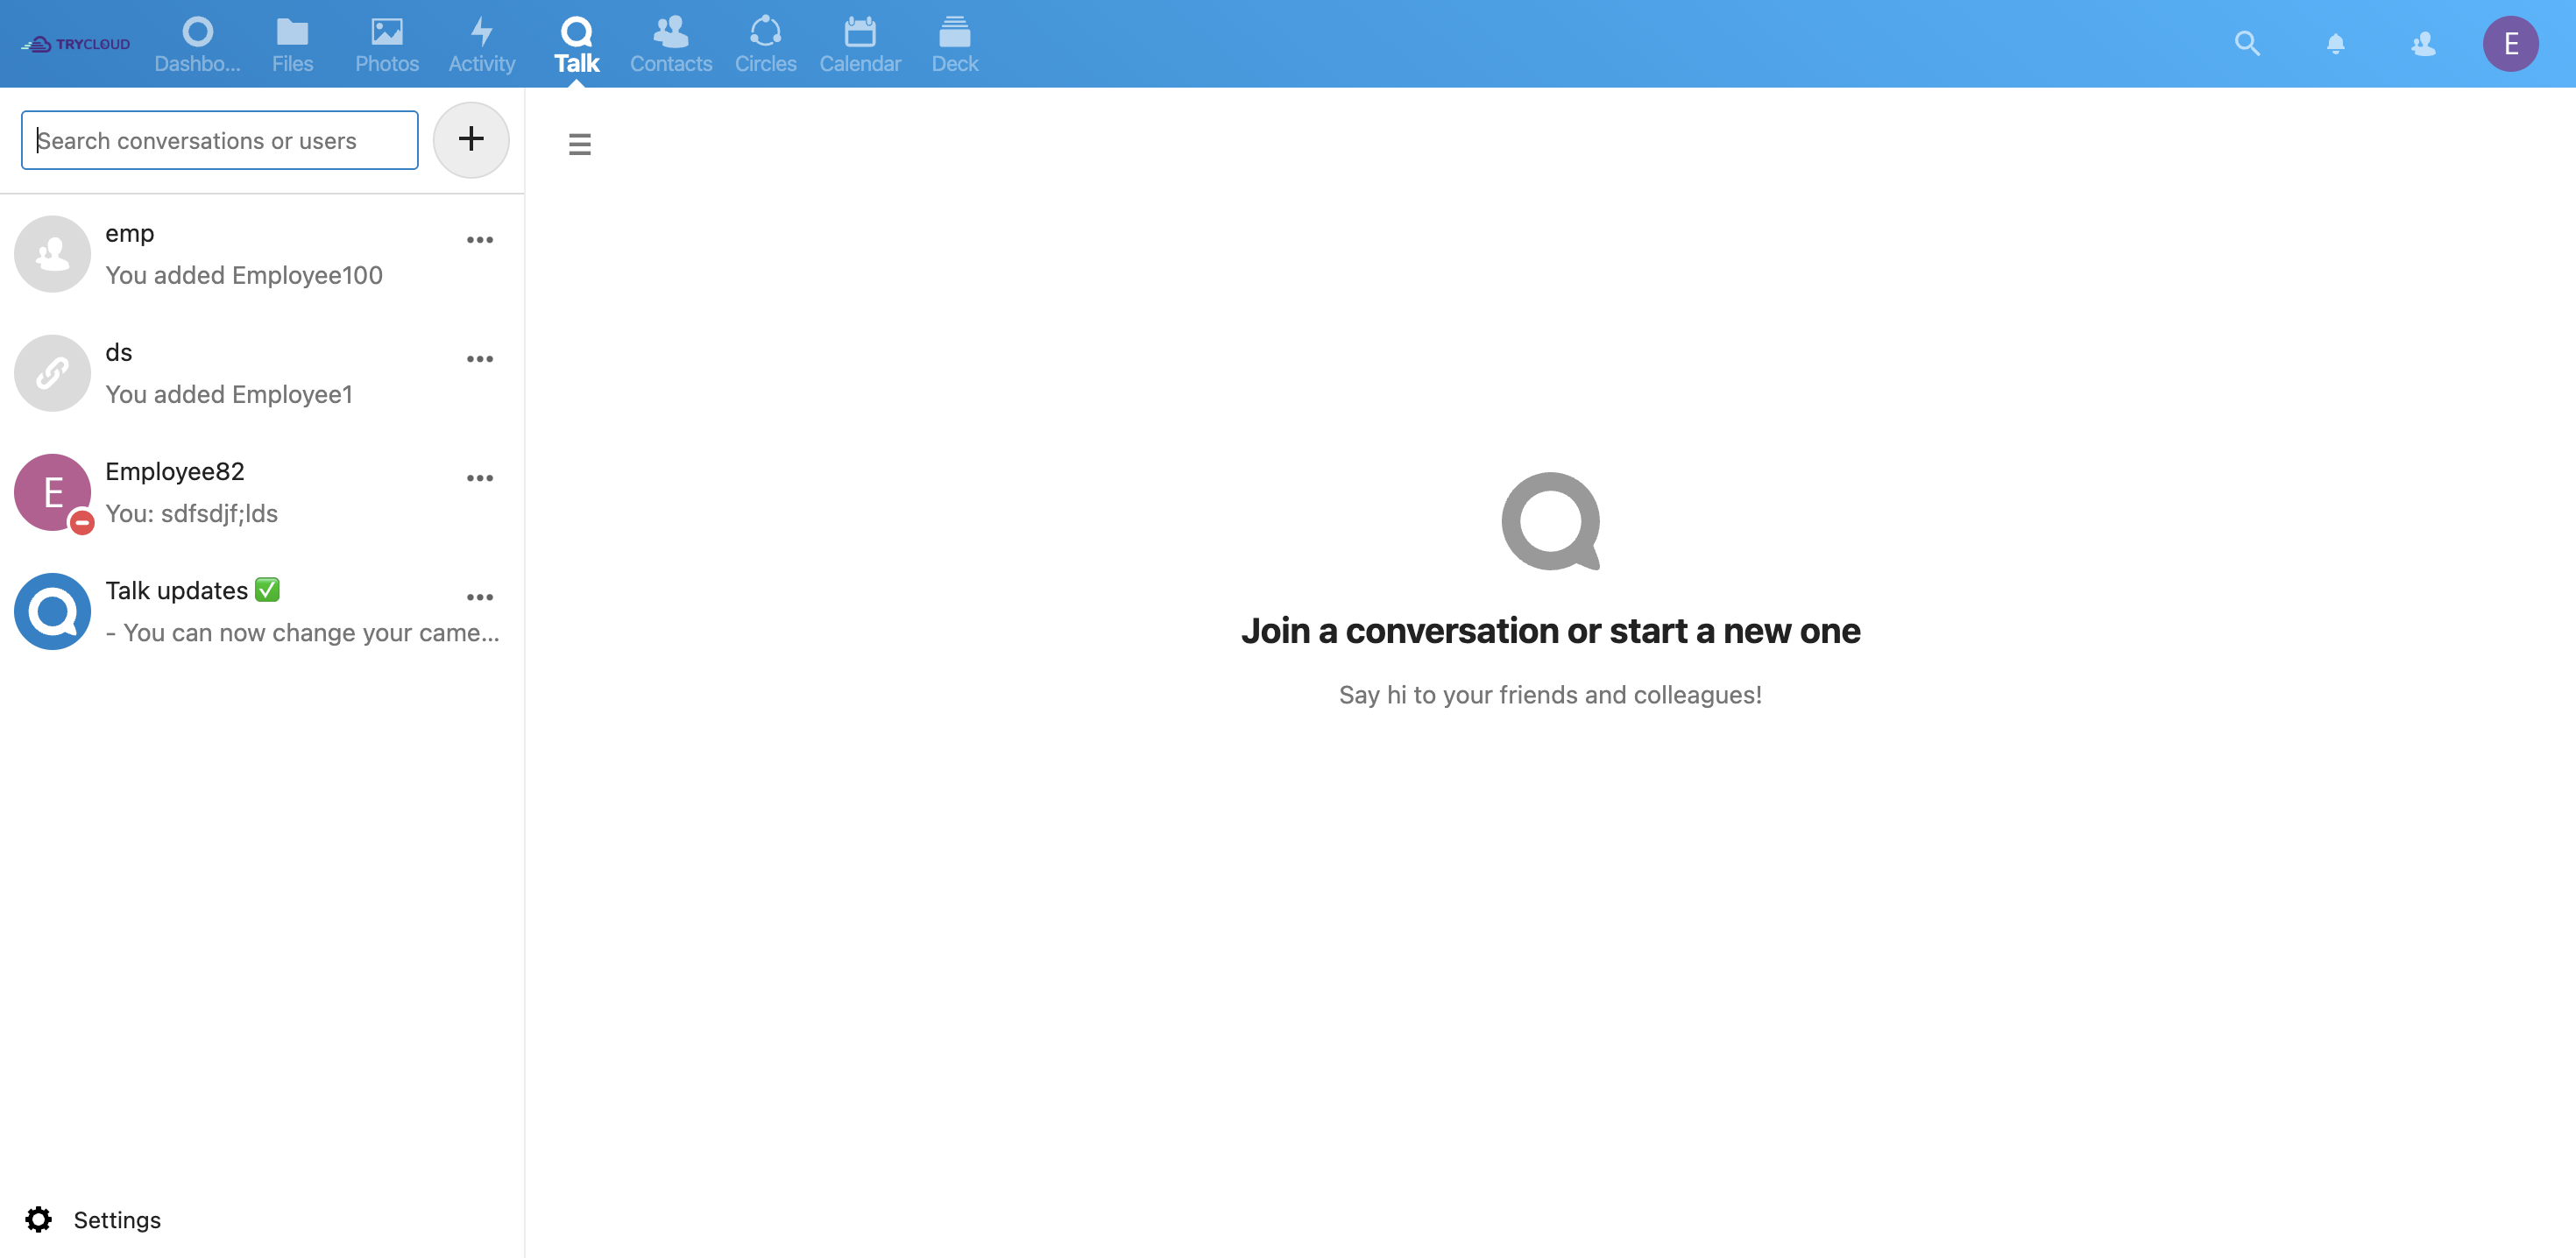 TRYCLOUD
Dashbo...
Files
Photos
Activity
Talk
Contacts
Circles
Calendar
Deck
E
Search conversations or users
emp
You added Employee100
ds
You added Employee1
E
Employee82
You: sdfsdjf;lds
Talk updates ✅
- You can now change your came...
Join a conversation or start a new one
Say hi to your friends and colleagues!
Settings